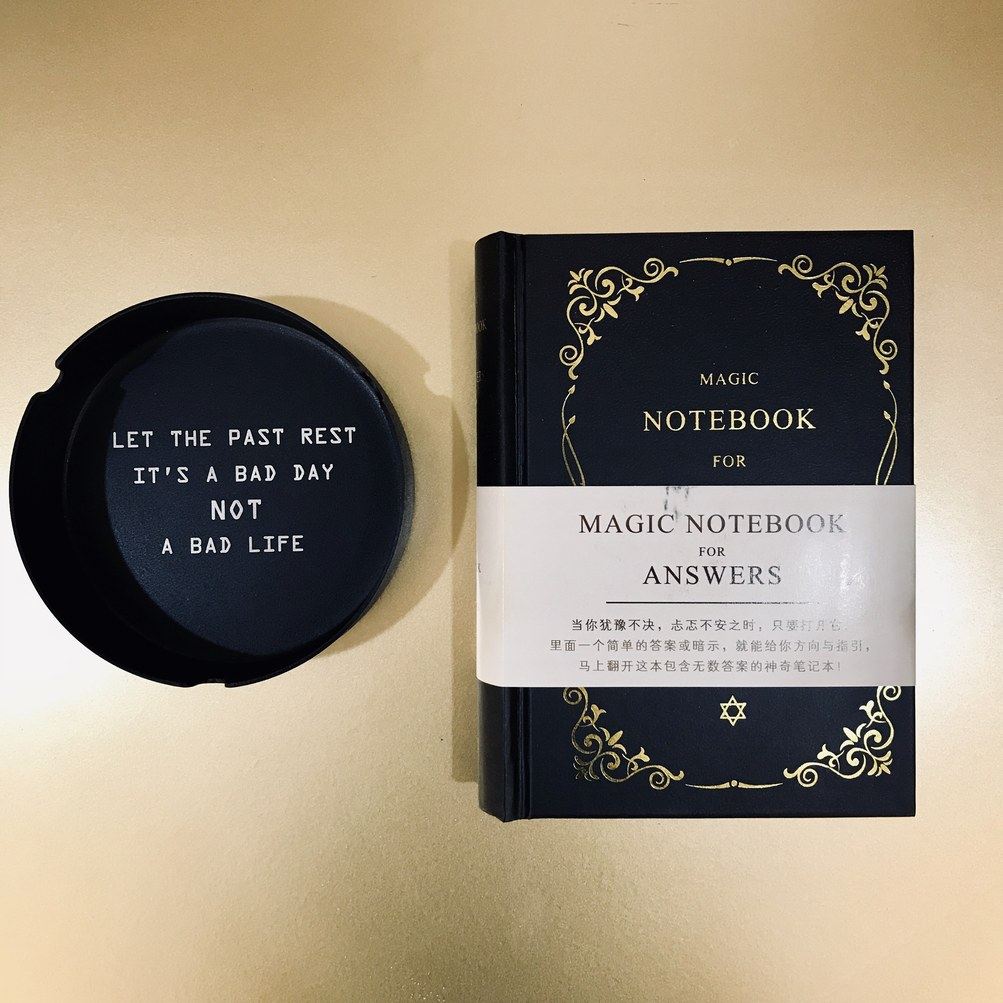 LET THE PAST REST
IT'S A BAD DAY
NOT
A BAD LIFE
MAGIC
NOTEBOOK
FOR
MAGIC NOTEBOOK
FOR
ANSWERS
当你犹豫不决，忐忑不安之时，只要打开它，
里面一个简单的答案或暗示，就能给你方向与指引，
马上翻开这本包含无数答案的神奇笔记本！